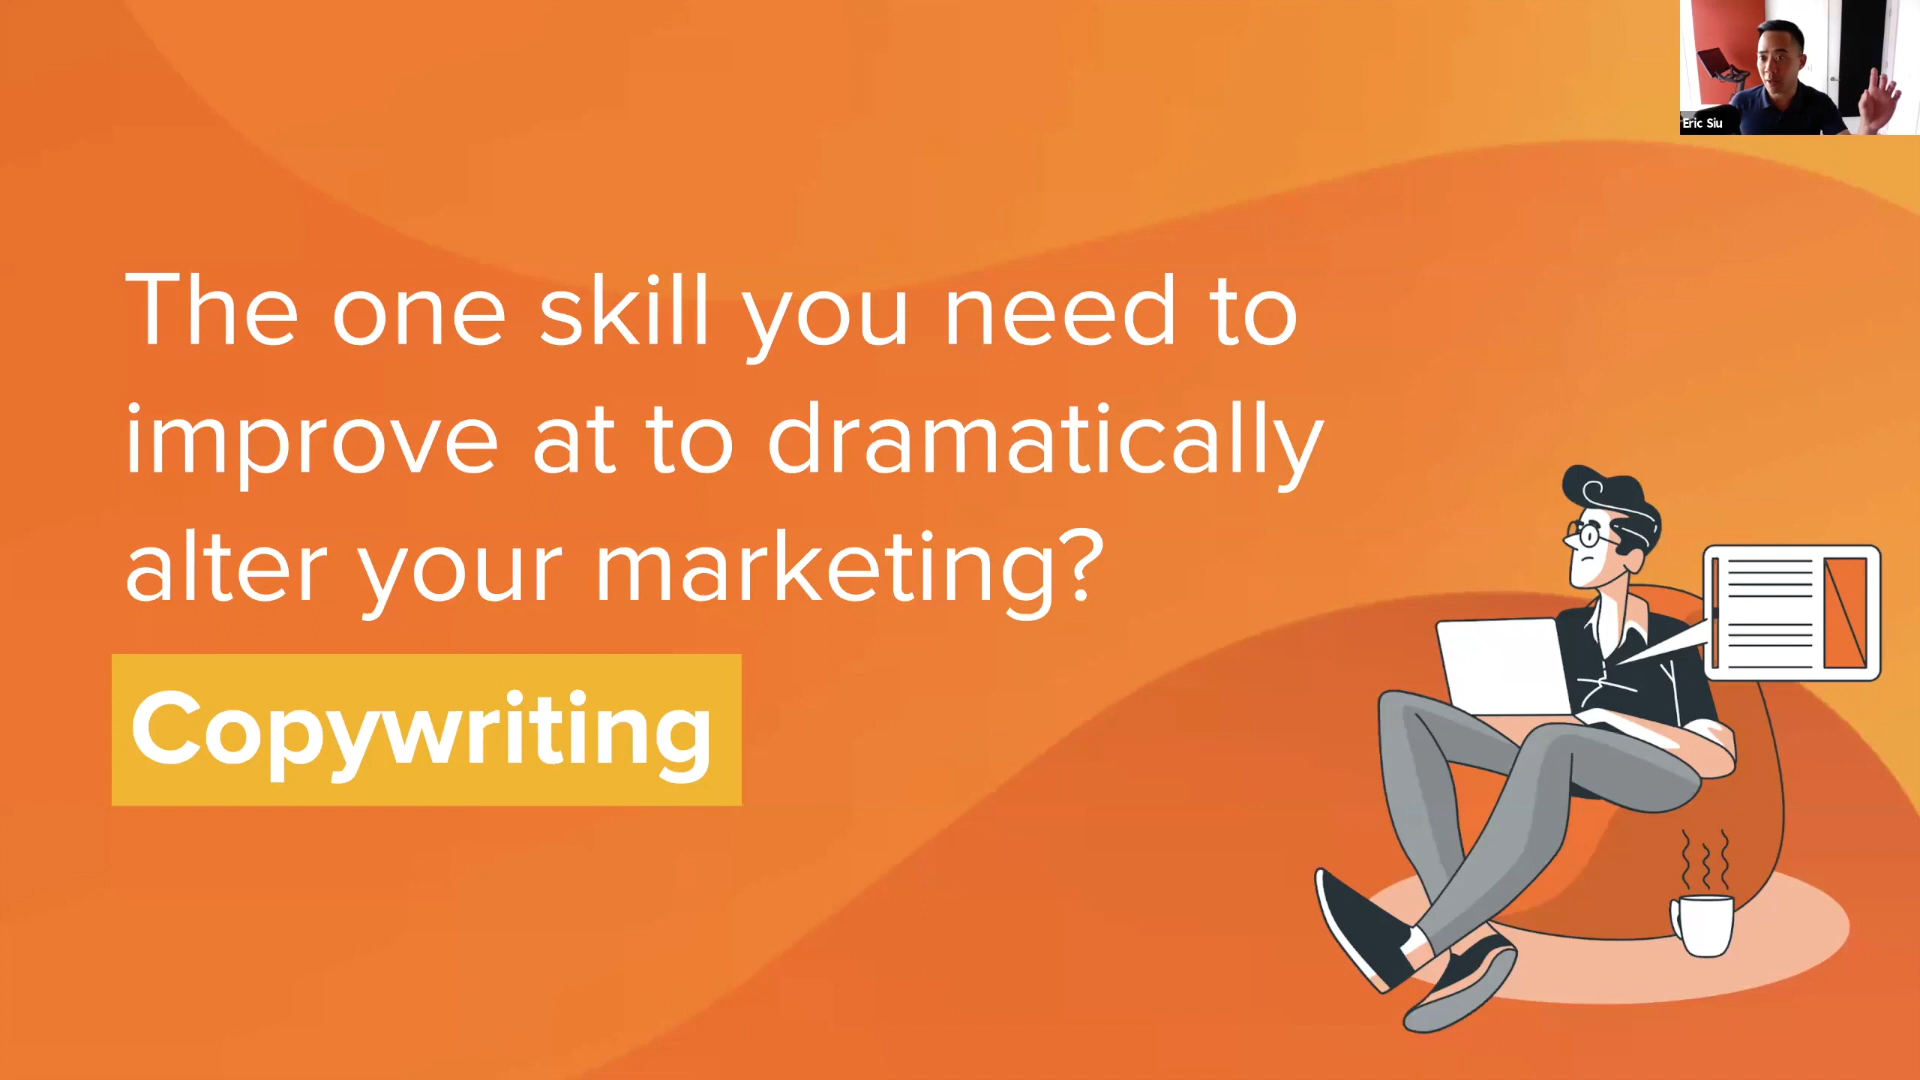 Eric Siu
The one skill you need to
improve at to dramatically
alter your marketing?
Copywriting